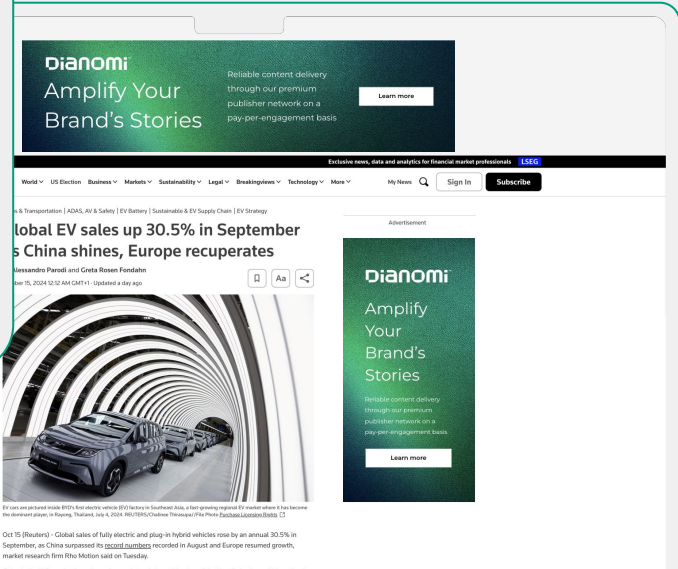 DIANOMI
Amplify Your
Brand's Stories
Reliable content delivery
through our premium
publisher network on a
pay-per-engagement basis
Learn more
Exclusive news, data and analytics for financial market professionals LSEG
World US Election Business Markets Sustainability Legal Breakingviews Technology More My News Sign In Subscribe
s & Transportation | ADAS, AV & Safety | EV Battery | Sustainable & EV Supply Chain | EV Strategy
lobal EV sales up 30.5% in September
s China shines, Europe recuperates
Alessandro Parodi and Greta Rosen Fondahn
ber 15, 2024 12:12 AM GMT+1 · Updated a day ago
Aa
EV cars are pictured inside BYD's first electric vehicle (EV) factory in Southeast Asia, a fast-growing regional EV market where it has become
the dominant player, in Rayong, Thailand, July 4, 2024. REUTERS/Chalinee Thirasupa//File Photo Purchase Licensing Rights
Oct 15 (Reuters) - Global sales of fully electric and plug-in hybrid vehicles rose by an annual 30.5% in
September, as China surpassed its record numbers recorded in August and Europe resumed growth,
market research firm Rho Motion said on Tuesday.
Advertisement
DIANOMI
Amplify
Your
Brand's
Stories
Reliable content delivery
through our premium
publisher network on a
pay-per-engagement basis
Learn more